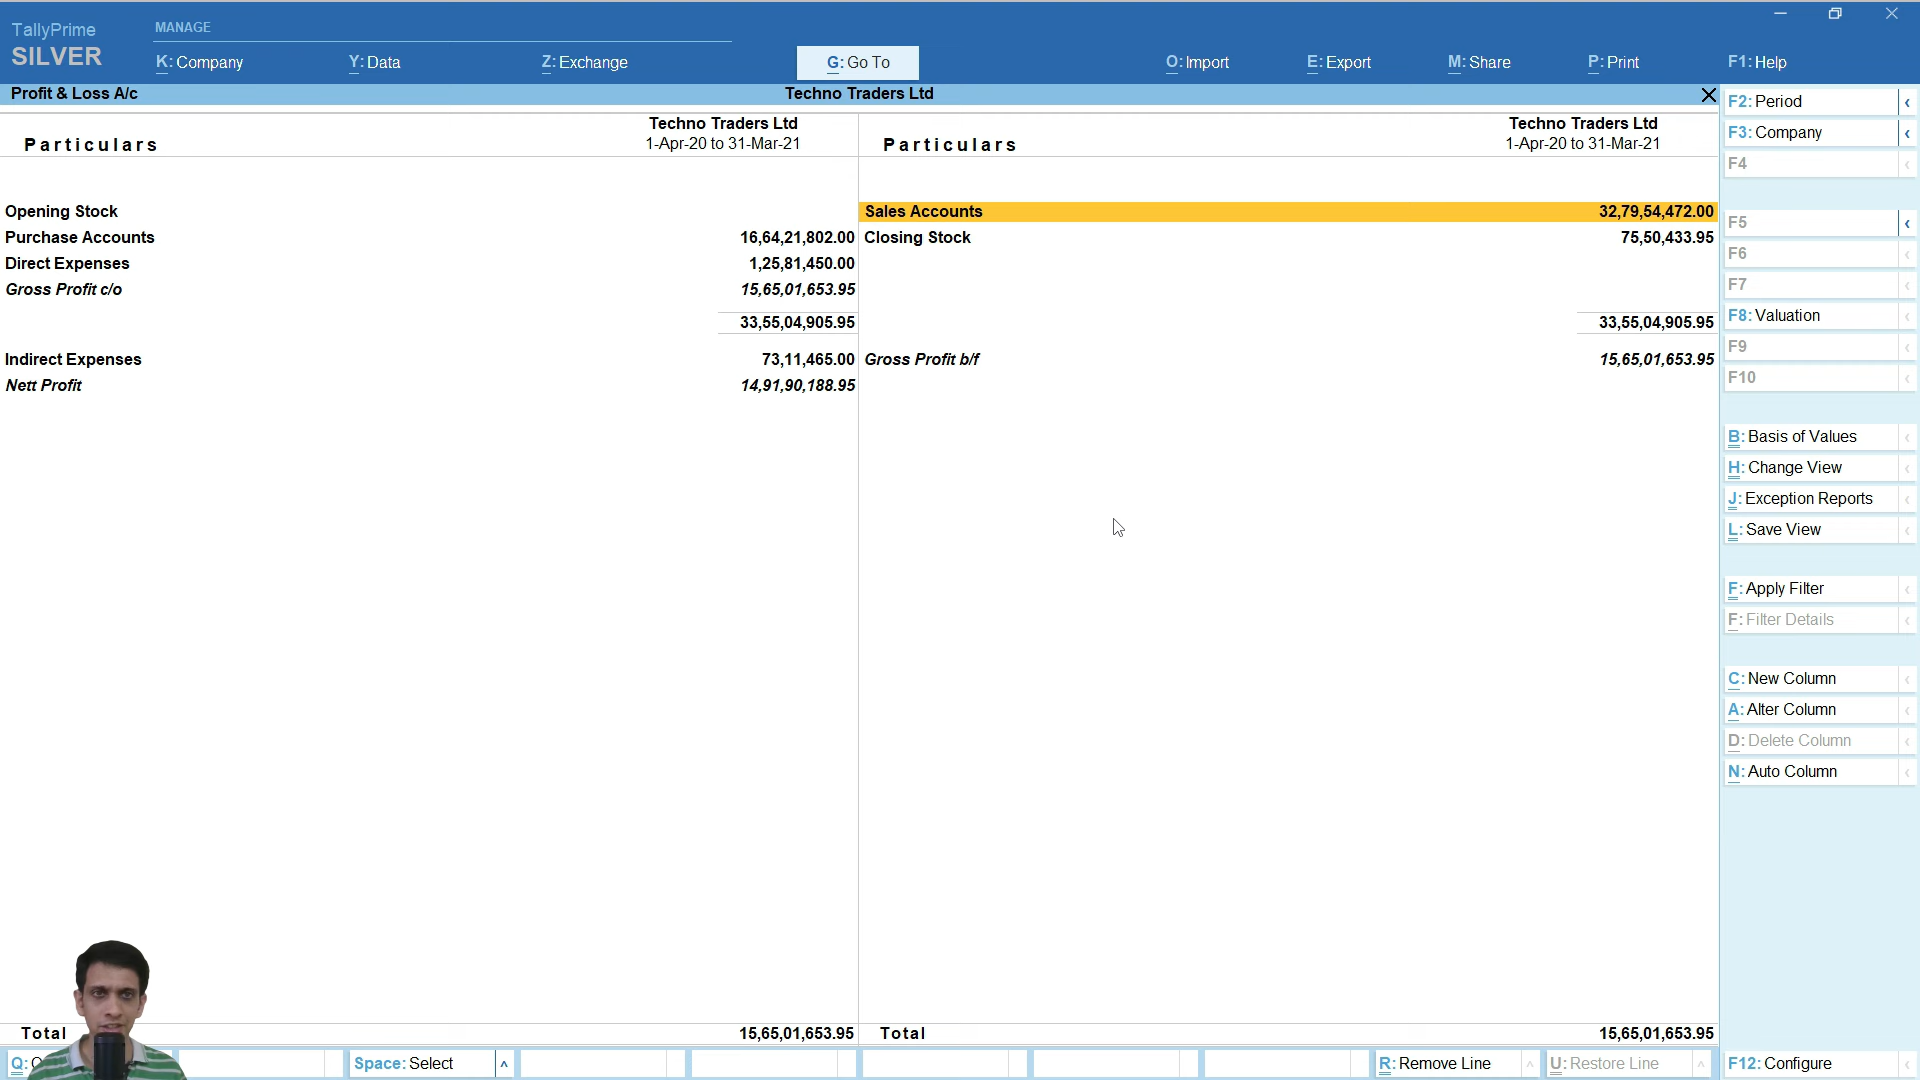 TallyPrime
SILVER
MANAGE
K: Company
Y: Data
Z: Exchange
G: Go To
O: Import
E: Export
M: Share
P: Print
F1: Help
Profit & Loss A/c
Techno Traders Ltd
Particulars
Techno Traders Ltd
1-Apr-20 to 31-Mar-21
Particulars
Techno Traders Ltd
1-Apr-20 to 31-Mar-21
Opening Stock
Purchase Accounts 16,64,21,802.00
Direct Expenses 1,25,81,450.00
Gross Profit c/o 15,65,01,653.95
33,55,04,905.95
Indirect Expenses 73,11,465.00
Nett Profit 14,91,90,188.95
Total 15,65,01,653.95
Sales Accounts 32,79,54,472.00
Closing Stock 75,50,433.95
33,55,04,905.95
Gross Profit b/f 15,65,01,653.95
Total 15,65,01,653.95
F2: Period
F3: Company
F4
F5
F6
F7
F8: Valuation
F9
F10
B: Basis of Values
H: Change View
J: Exception Reports
L: Save View
F: Apply Filter
F: Filter Details
C: New Column
A: Alter Column
D: Delete Column
N: Auto Column
Q:
Space: Select
R: Remove Line
U: Restore Line
F12: Configure